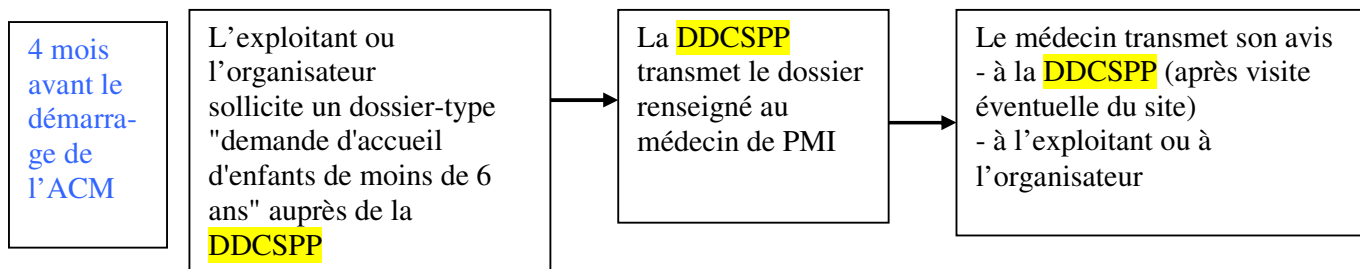 4 mois
avant le
démarra-
ge de
l’ACM
L’exploitant ou
l’organisateur
sollicite un dossier-type
"demande d'accueil
d'enfants de moins de 6
ans" auprès de la
DDCSPP
La DDCSPP
transmet le dossier
renseigné au
médecin de PMI
Le médecin transmet son avis
- à la DDCSPP (après visite
éventuelle du site)
- à l’exploitant ou à
l’organisateur